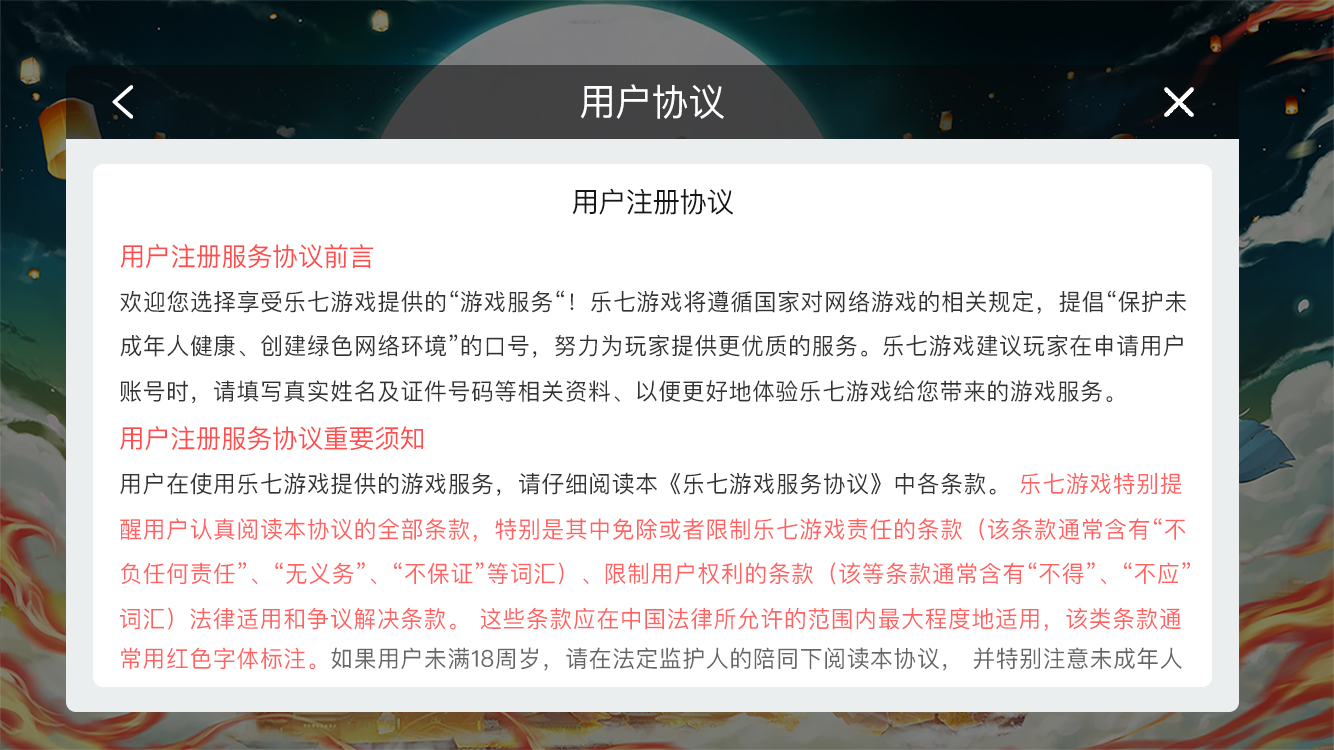 用户协议
用户注册协议
用户注册服务协议前言
欢迎您选择享受乐七游戏提供的“游戏服务“！乐七游戏将遵循国家对网络游戏的相关规定，提倡“保护未
成年人健康、创建绿色网络环境”的口号，努力为玩家提供更优质的服务。乐七游戏建议玩家在申请用户
账号时，请填写真实姓名及证件号码等相关资料、以便更好地体验乐七游戏给您带来的游戏服务。
用户注册服务协议重要须知
用户在使用乐七游戏提供的游戏服务，请仔细阅读本《乐七游戏服务协议》中各条款。 乐七游戏特别提
醒用户认真阅读本协议的全部条款，特别是其中免除或者限制乐七游戏责任的条款（该条款通常含有“不
负任何责任”、“无义务”、“不保证”等词汇）、限制用户权利的条款（该等条款通常含有“不得”、“不应”
词汇）法律适用和争议解决条款。 这些条款应在中国法律所允许的范围内最大程度地适用，该类条款通
常用红色字体标注。如果用户未满18周岁，请在法定监护人的陪同下阅读本协议， 并特别注意未成年人